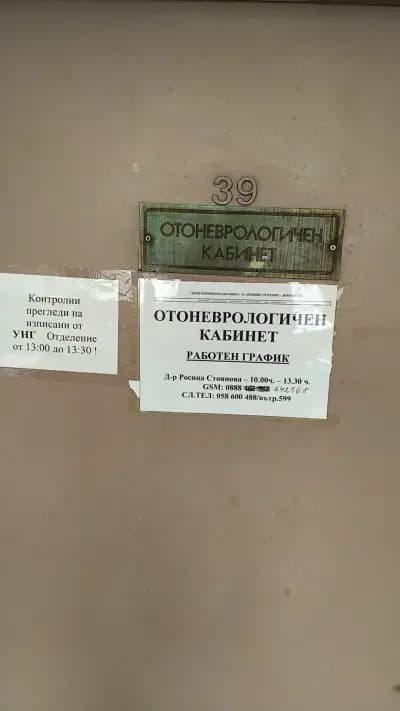 39
ОТОНЕВРОЛОГИЧЕН
КАБИНЕТ
Контролни
прегледи на
изписани от
УНГ Отделение
от 13:00 до 13:30 !
ОТОНЕВРОЛОГИЧЕН
КАБИНЕТ
РАБОТЕН ГРАФИК
Д-р Росица Стоянова – 10.00ч. – 13.30 ч.
GSM: 0888 642568
СЛ.ТЕЛ: 058 600 488/вътр.599